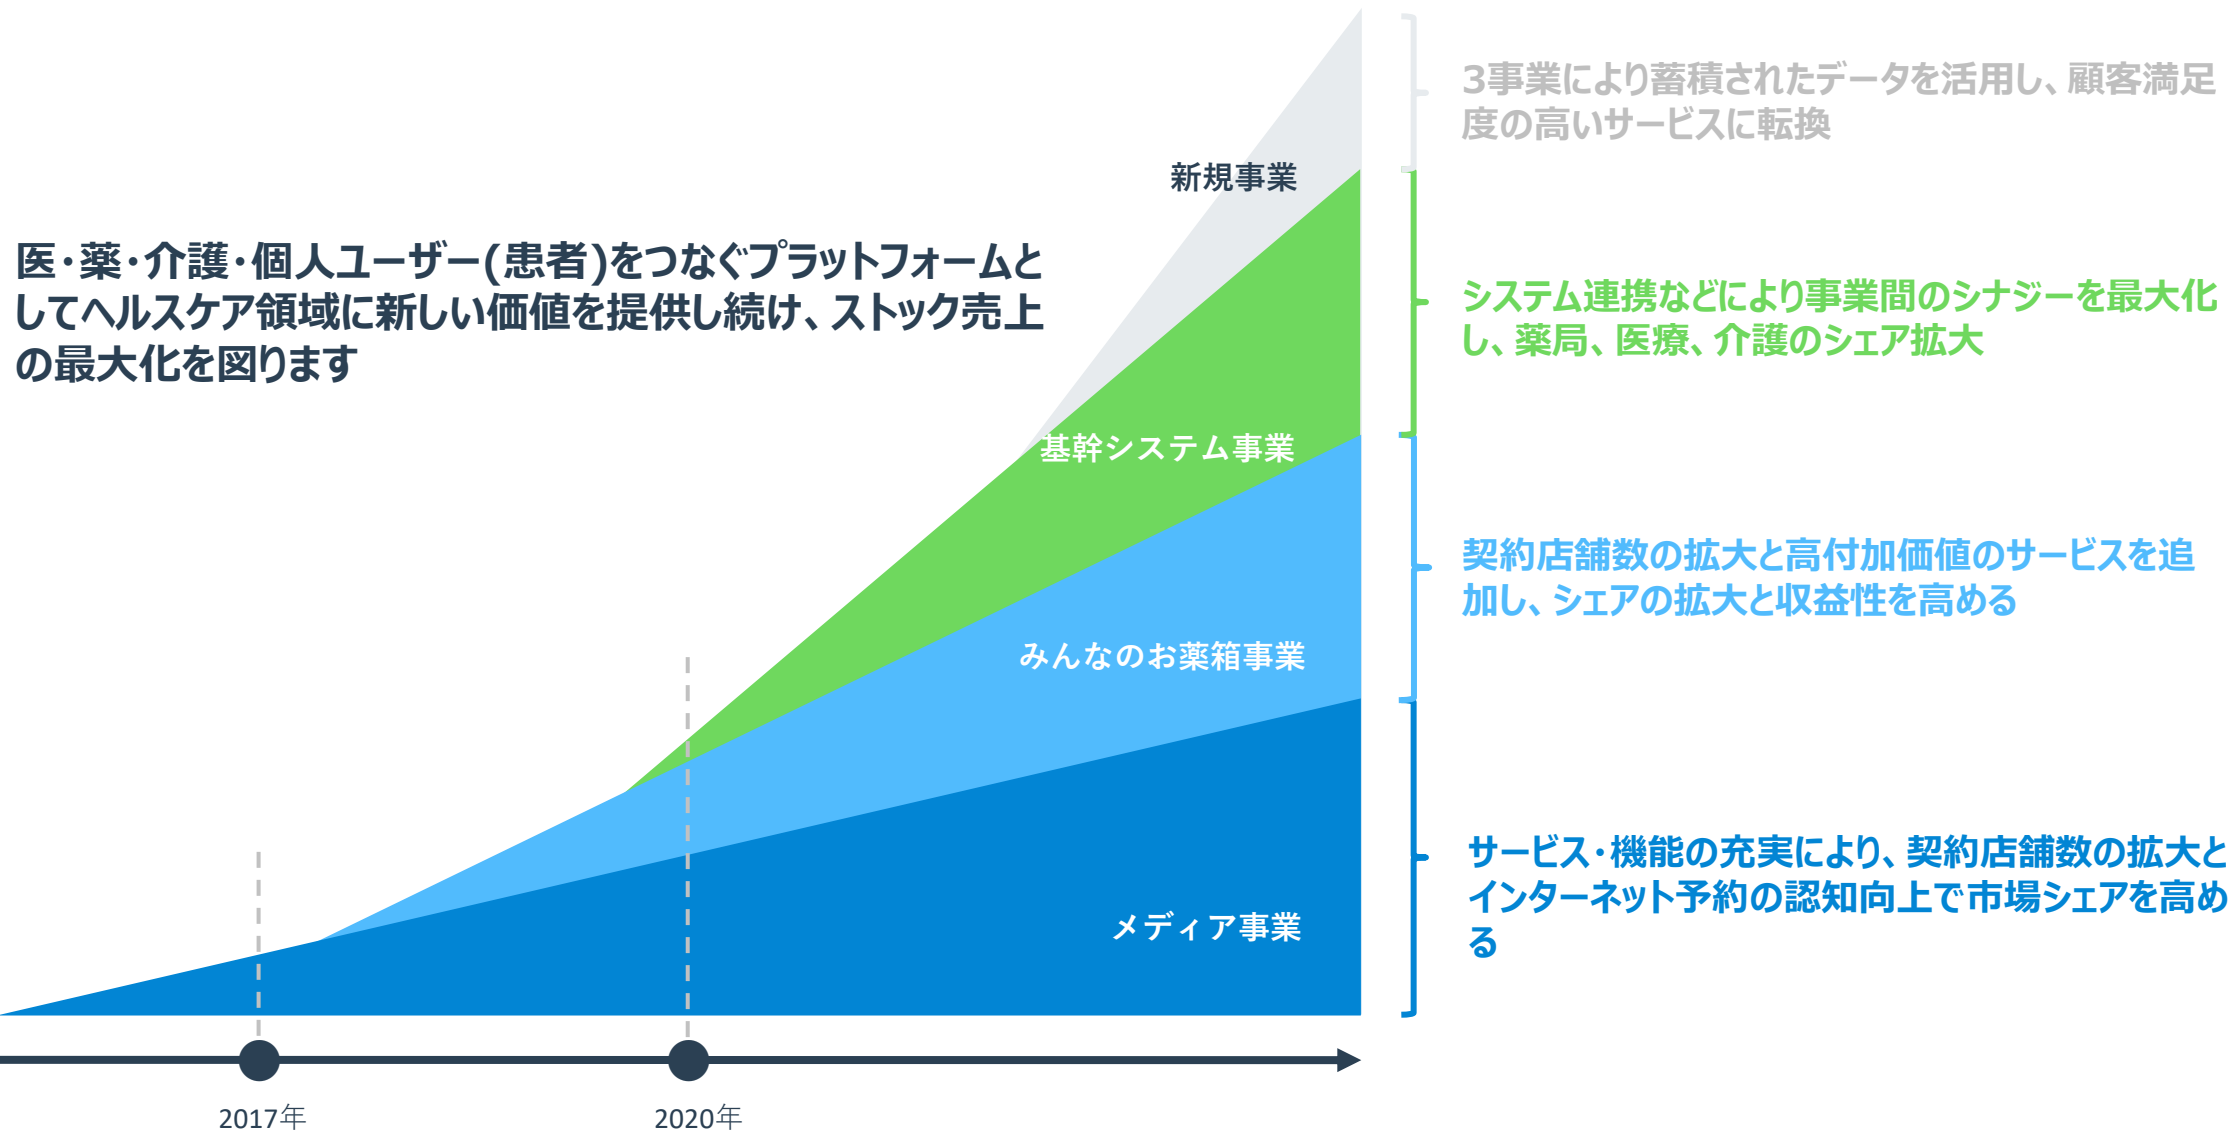 3事業により蓄積されたデータを活用し、顧客満足
度の高いサービスに転換
新規事業
医・薬・介護・個人ユーザー(患者)をつなぐプラットフォームと
してヘルスケア領域に新しい価値を提供し続け、ストック売上
の最大化を図ります
システム連携などにより事業間のシナジーを最大化
し、薬局、医療、介護のシェア拡大
基幹システム事業
契約店舗数の拡大と高付加価値のサービスを追
加し、シェアの拡大と収益性を高める
みんなのお薬箱事業
サービス・機能の充実により、契約店舗数の拡大と
インターネット予約の認知向上で市場シェアを高め
る
メディア事業
2017年
2020年